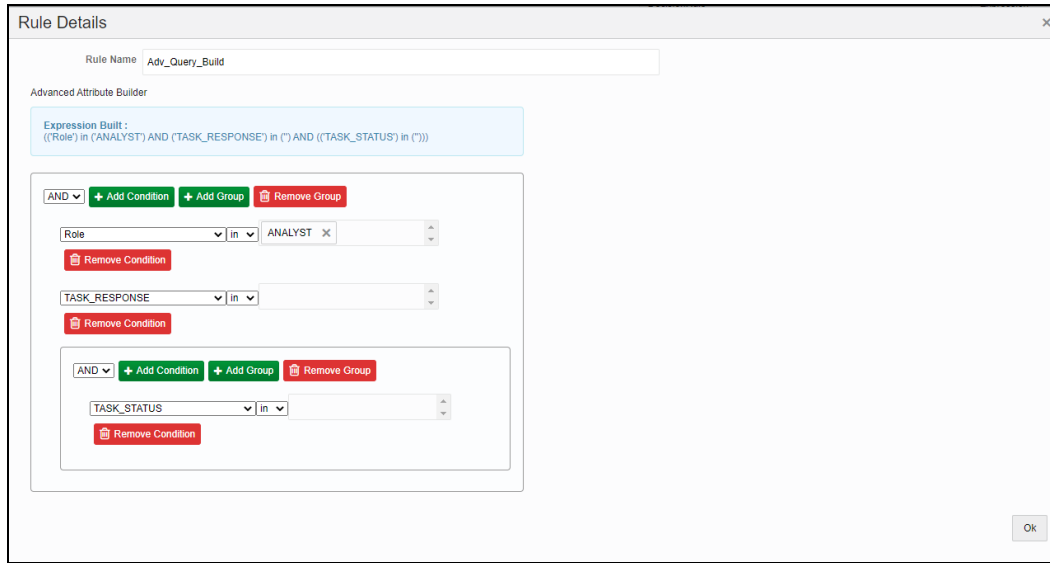 Rule Details
×
Rule Name Adv_Query_Build
Advanced Attribute Builder
Expression Built :
(('Role') in ('ANALYST') AND ('TASK_RESPONSE') in ('') AND (('TASK_STATUS') in ('')))
AND + Add Condition + Add Group Remove Group
Role in ANALYST ×
Remove Condition
TASK_RESPONSE in
Remove Condition
AND + Add Condition + Add Group Remove Group
TASK_STATUS in
Remove Condition
Ok